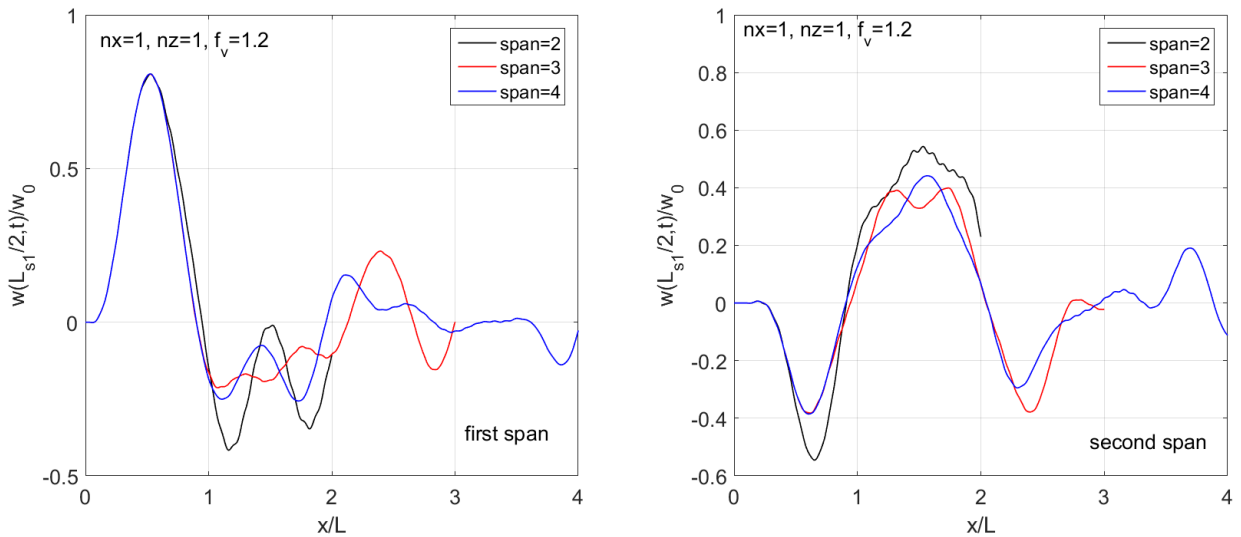 nx=1, nz=1, f_v=1.2
span=2
span=3
span=4
1
0.5
0
-0.5
w(L_s1/2,t)/w_0
first span
0
1
2
3
4
x/L
nx=1, nz=1, f_v=1.2
span=2
span=3
span=4
1
0.8
0.6
0.4
0.2
0
-0.2
-0.4
-0.6
w(L_s1/2,t)/w_0
second span
0
1
2
3
4
x/L